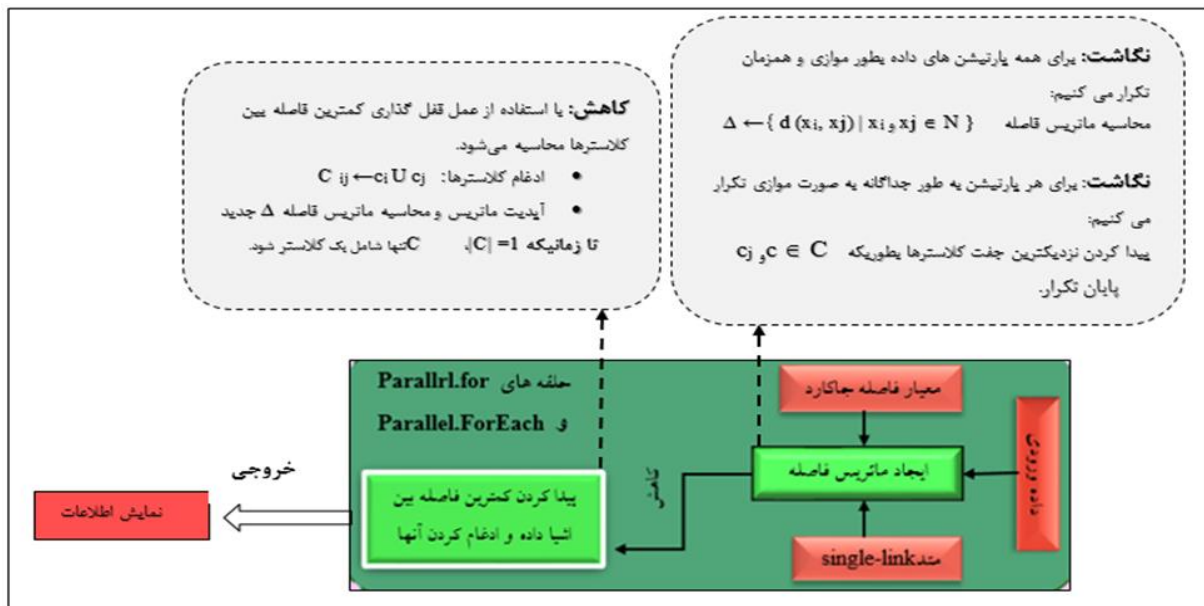 نگاشت: برای همه پارتیشن های داده بطور موازی و همزمان
تکرار می کنیم:
محاسبه ماتریس فاصله Δ ←{ d (xi, xj) | xi و xj ∈ N }
نگاشت: برای هر پارتیشن به طور جداگانه به صورت موازی تکرار
می کنیم:
پیدا کردن نزدیکترین جفت کلاسترها بطوریکه cj و c ∈ C
پایان تکرار.
کاهش: با استفاده از عمل قفل گذاری کمترین فاصله بین
کلاسترها محاسبه می‌شود.
• ادغام کلاسترها: C ij ←ci U cj
• آپدیت ماتریس و محاسبه ماتریس فاصله Δ جدید
تا زمانیکه |C| =1، Cتنها شامل یک کلاستر شود.
حلقه های Parallrl.for
و Parallel.ForEach
معیار فاصله جاکارد
داده ورودی
ایجاد ماتریس فاصله
متدsingle-link
کاهش
پیدا کردن کمترین فاصله بین
اشیا داده و ادغام کردن آنها
خروجی
نمایش اطلاعات